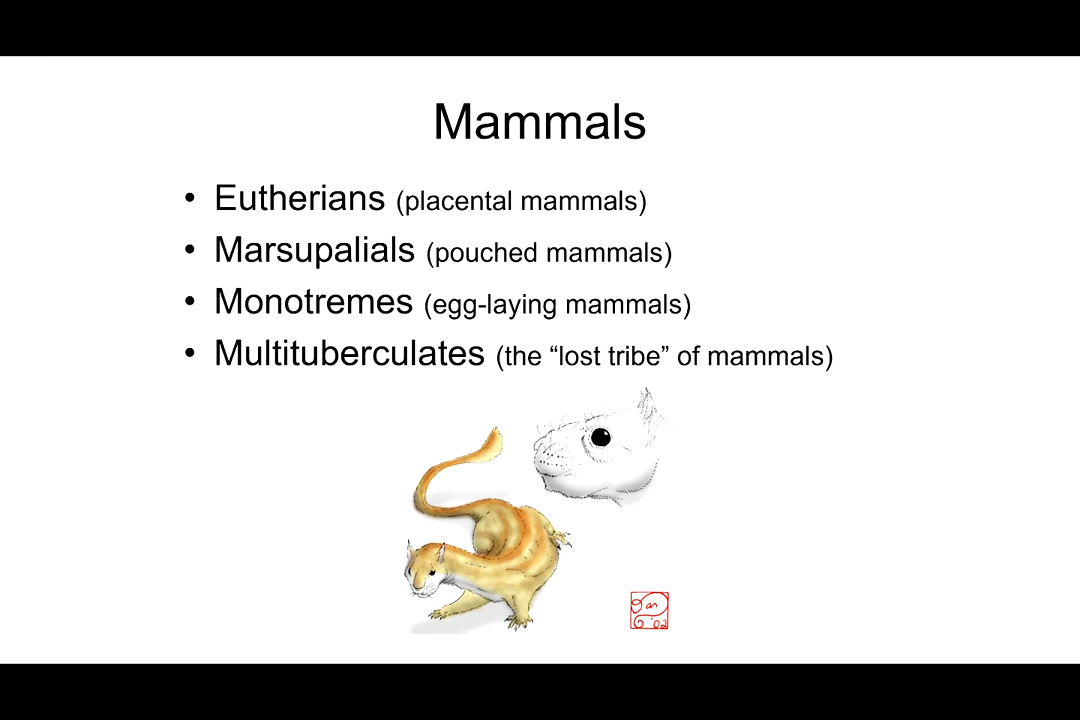 Mammals
• Eutherians (placental mammals)
• Marsupalials (pouched mammals)
• Monotremes (egg-laying mammals)
• Multituberculates (the “lost tribe” of mammals)